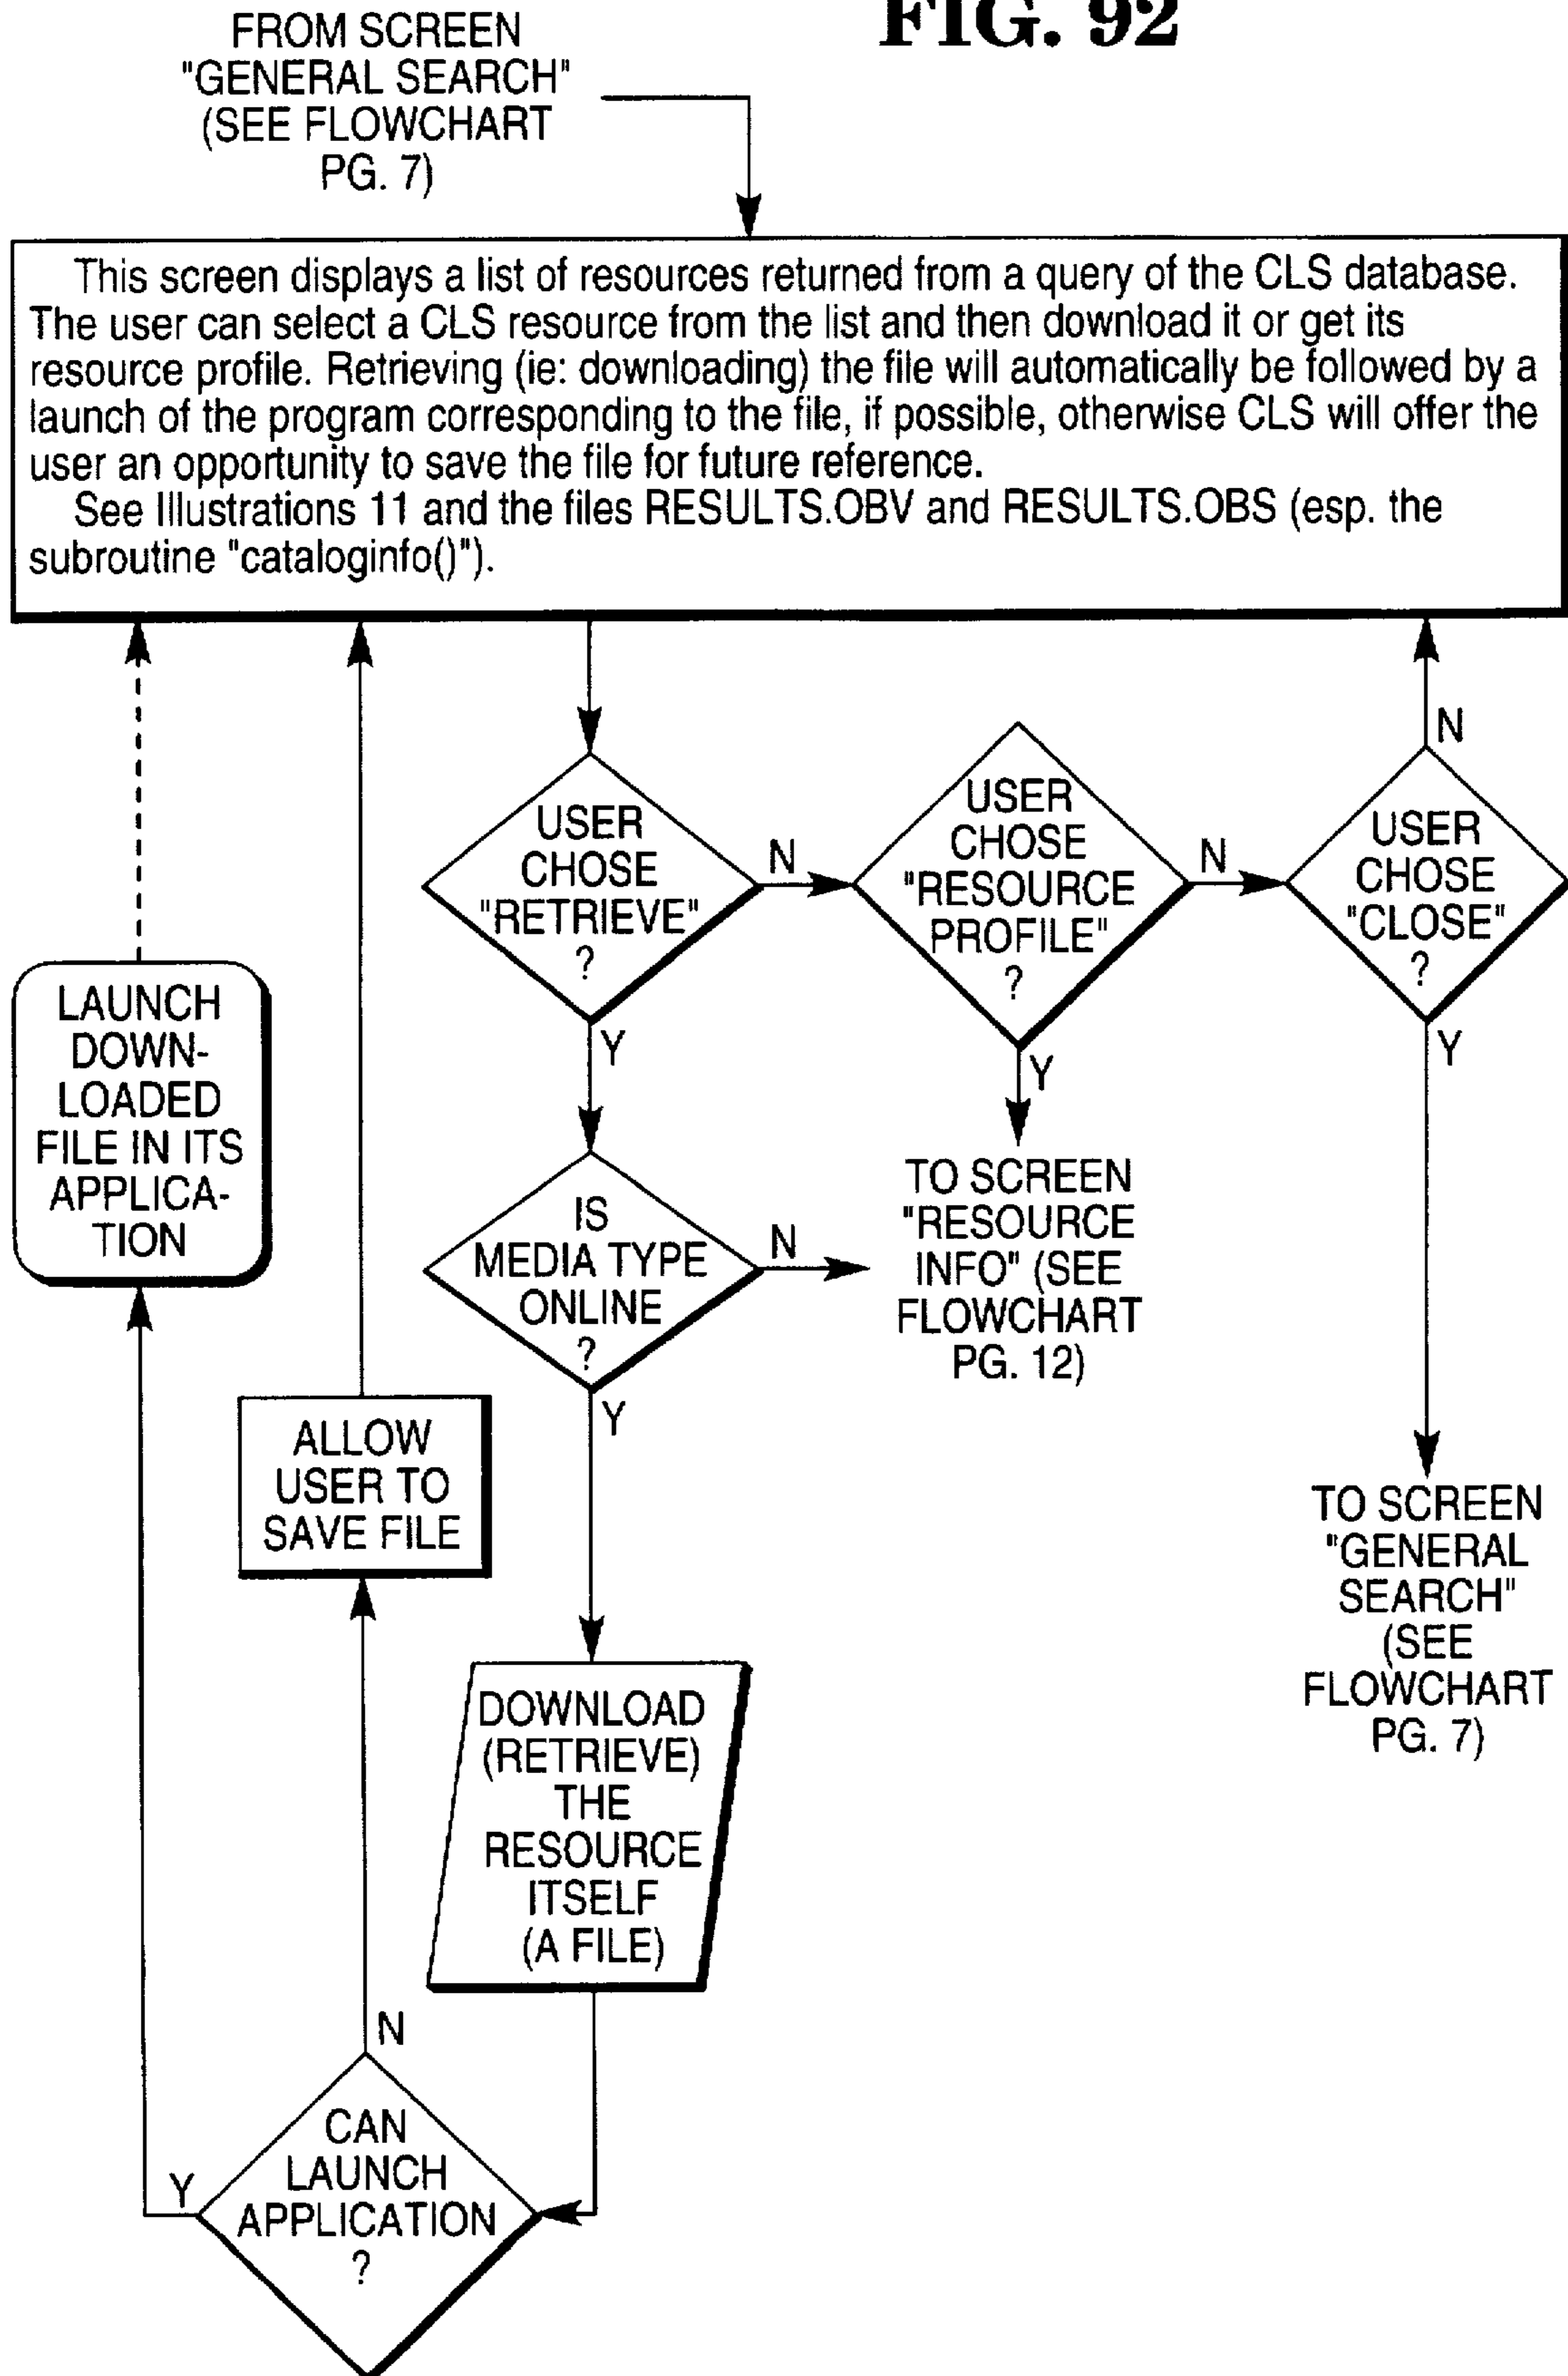 FIG. 92
FROM SCREEN
"GENERAL SEARCH"
(SEE FLOWCHART
PG. 7)
This screen displays a list of resources returned from a query of the CLS database.
The user can select a CLS resource from the list and then download it or get its
resource profile. Retrieving (ie: downloading) the file will automatically be followed by a
launch of the program corresponding to the file, if possible, otherwise CLS will offer the
user an opportunity to save the file for future reference.
See Illustrations 11 and the files RESULTS.OBV and RESULTS.OBS (esp. the
subroutine "cataloginfo()").
USER
CHOSE
"RETRIEVE"
?
N
Y
USER
CHOSE
"RESOURCE
PROFILE"
?
N
Y
USER
CHOSE
"CLOSE"
?
N
Y
LAUNCH
DOWN-
LOADED
FILE IN ITS
APPLICA-
TION
IS
MEDIA TYPE
ONLINE
?
N
Y
TO SCREEN
"RESOURCE
INFO" (SEE
FLOWCHART
PG. 12)
ALLOW
USER TO
SAVE FILE
TO SCREEN
"GENERAL
SEARCH"
(SEE
FLOWCHART
PG. 7)
DOWNLOAD
(RETRIEVE)
THE
RESOURCE
ITSELF
(A FILE)
N
Y
CAN
LAUNCH
APPLICATION
?